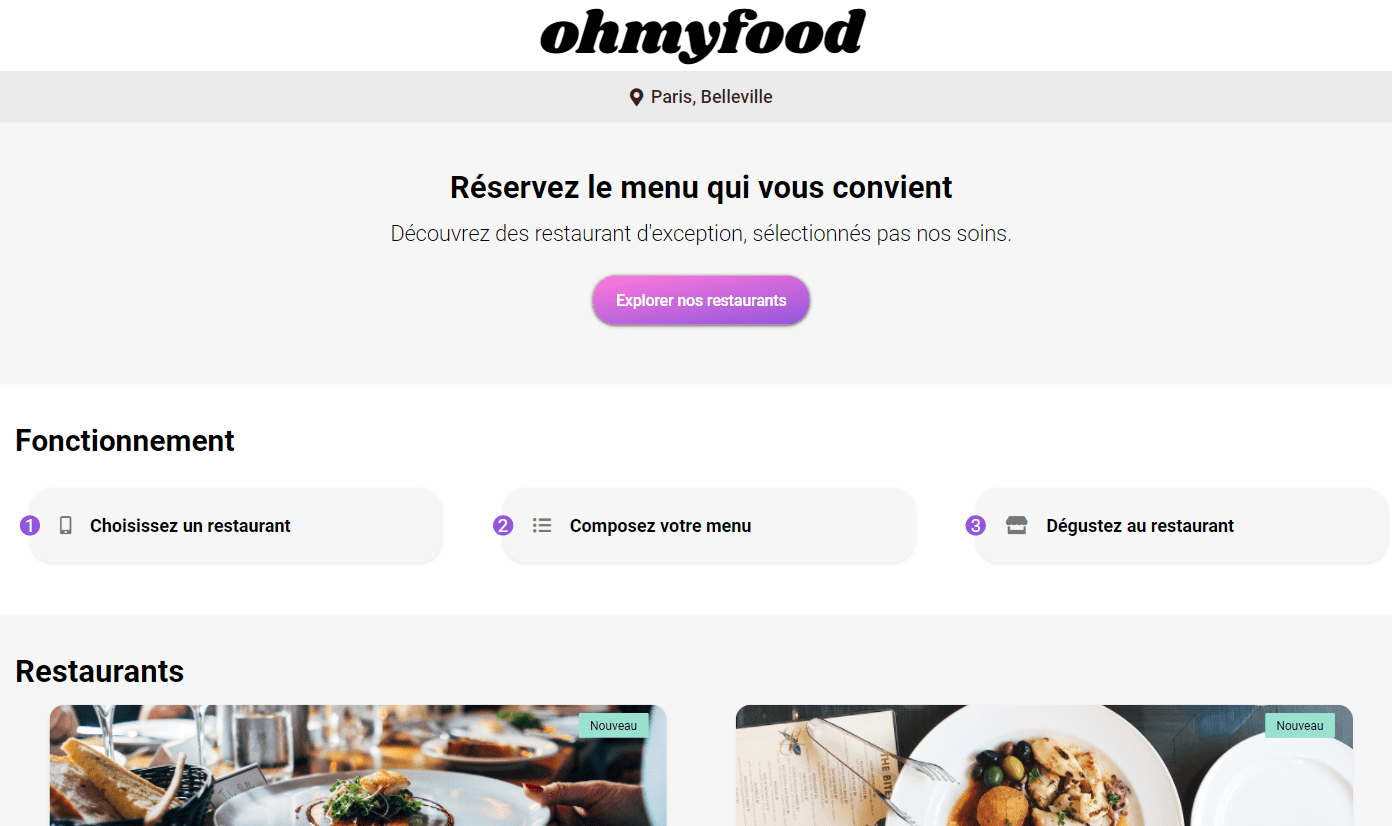 ohmyfood
Paris, Belleville
Réservez le menu qui vous convient
Découvrez des restaurant d'exception, sélectionnés pas nos soins.
Explorer nos restaurants
Fonctionnement
1 Choisissez un restaurant
2 Composez votre menu
3 Dégustez au restaurant
Restaurants
Nouveau
Nouveau